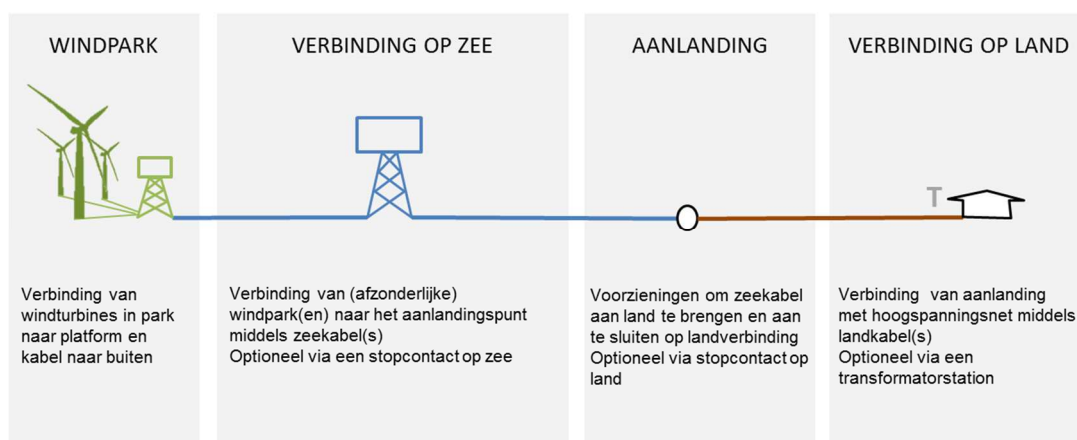 WINDPARK
VERBINDING OP ZEE
AANLANDING
VERBINDING OP LAND
T
Verbinding van
windturbines in park
naar platform en
kabel naar buiten
Verbinding van (afzonderlijke)
windpark(en) naar het aanlandingspunt
middels zeekabel(s)
Optioneel via een stopcontact op zee
Voorzieningen om zeekabel
aan land te brengen en aan
te sluiten op landverbinding
Optioneel via stopcontact op
land
Verbinding van aanlanding
met hoogspanningsnet middels
landkabel(s)
Optioneel via een
transformatorstation